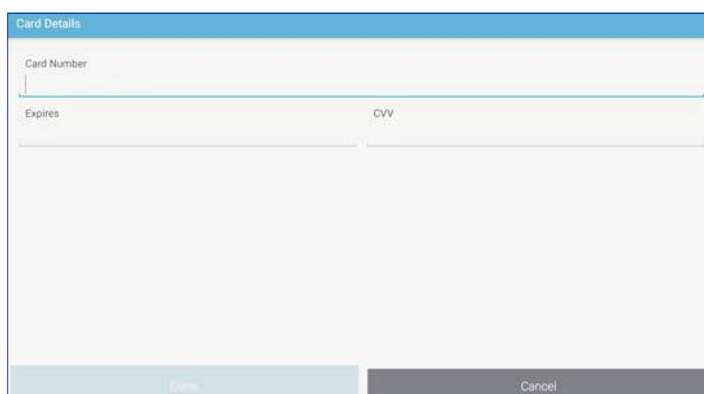 Card Details
Card Number
Expires
CVV
Done
Cancel